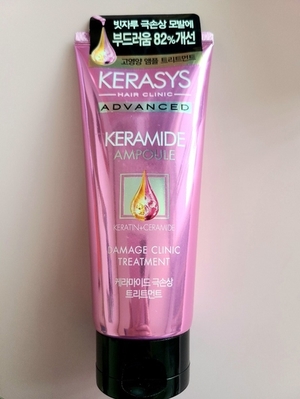 빗자루 극손상 모발에
부드러움 82%개선
고영양 앰플 트리트먼트
KERASYS
HAIR CLINIC
ADVANCED
KERAMIDE
AMPOULE
KERATIN+CERAMIDE
DAMAGE CLINIC
TREATMENT
케라마이드 극손상
트리트먼트